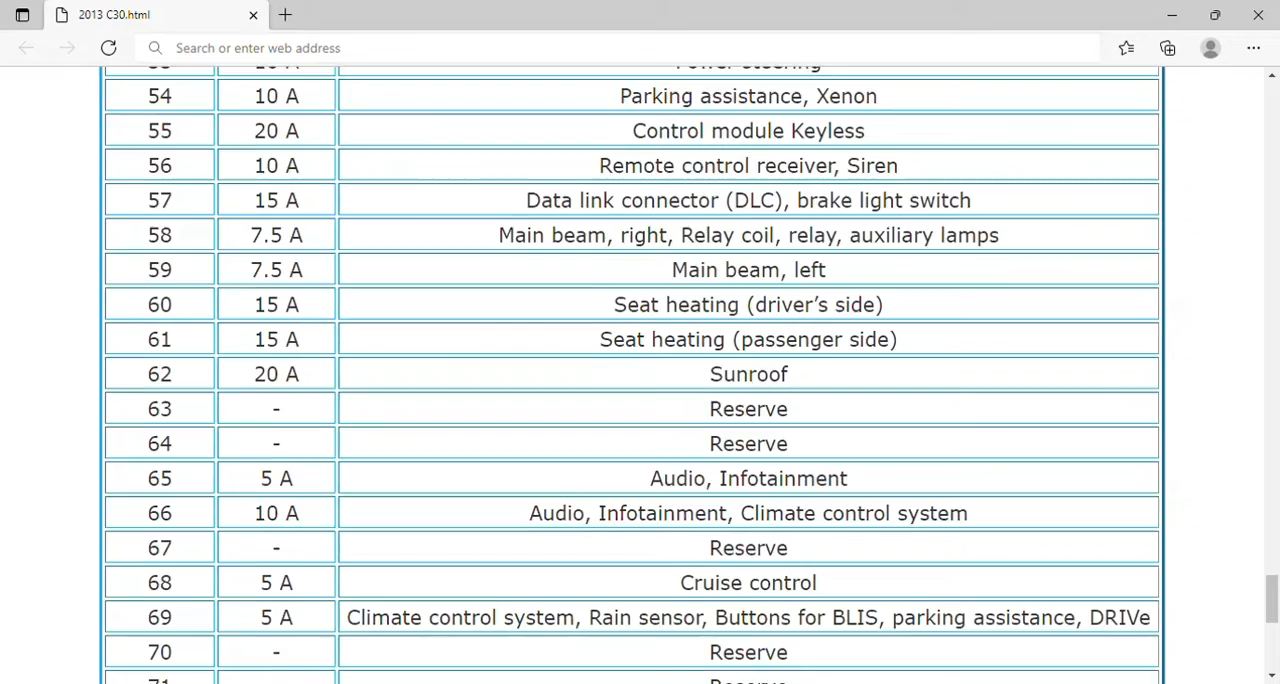 2013 C30.html
Search or enter web address
54 10 A Parking assistance, Xenon
55 20 A Control module Keyless
56 10 A Remote control receiver, Siren
57 15 A Data link connector (DLC), brake light switch
58 7.5 A Main beam, right, Relay coil, relay, auxiliary lamps
59 7.5 A Main beam, left
60 15 A Seat heating (driver’s side)
61 15 A Seat heating (passenger side)
62 20 A Sunroof
63 - Reserve
64 - Reserve
65 5 A Audio, Infotainment
66 10 A Audio, Infotainment, Climate control system
67 - Reserve
68 5 A Cruise control
69 5 A Climate control system, Rain sensor, Buttons for BLIS, parking assistance, DRIVe
70 - Reserve